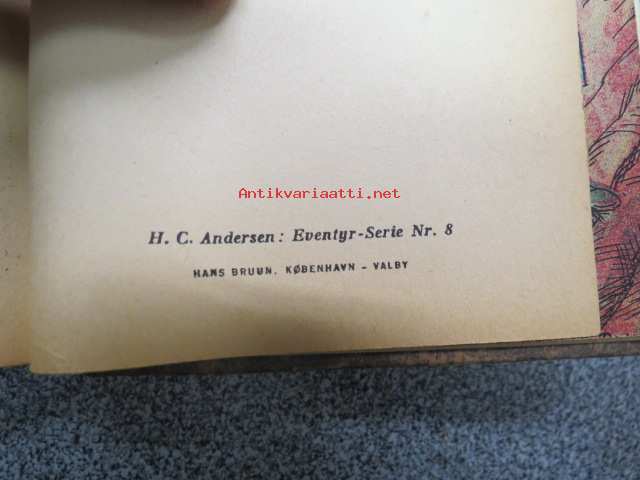 Antikvariaatti.net
H. C. Andersen: Eventyr-Serie Nr. 8
HANS BRUUN, KØBENHAVN - VALBY